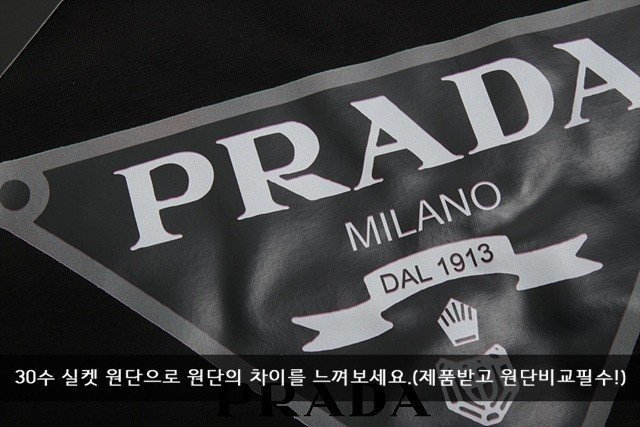 PRADA
MILANO
DAL 1913
30수 실켓 원단으로 원단의 차이를 느껴보세요.(제품받고 원단비교필수!)
PRADA